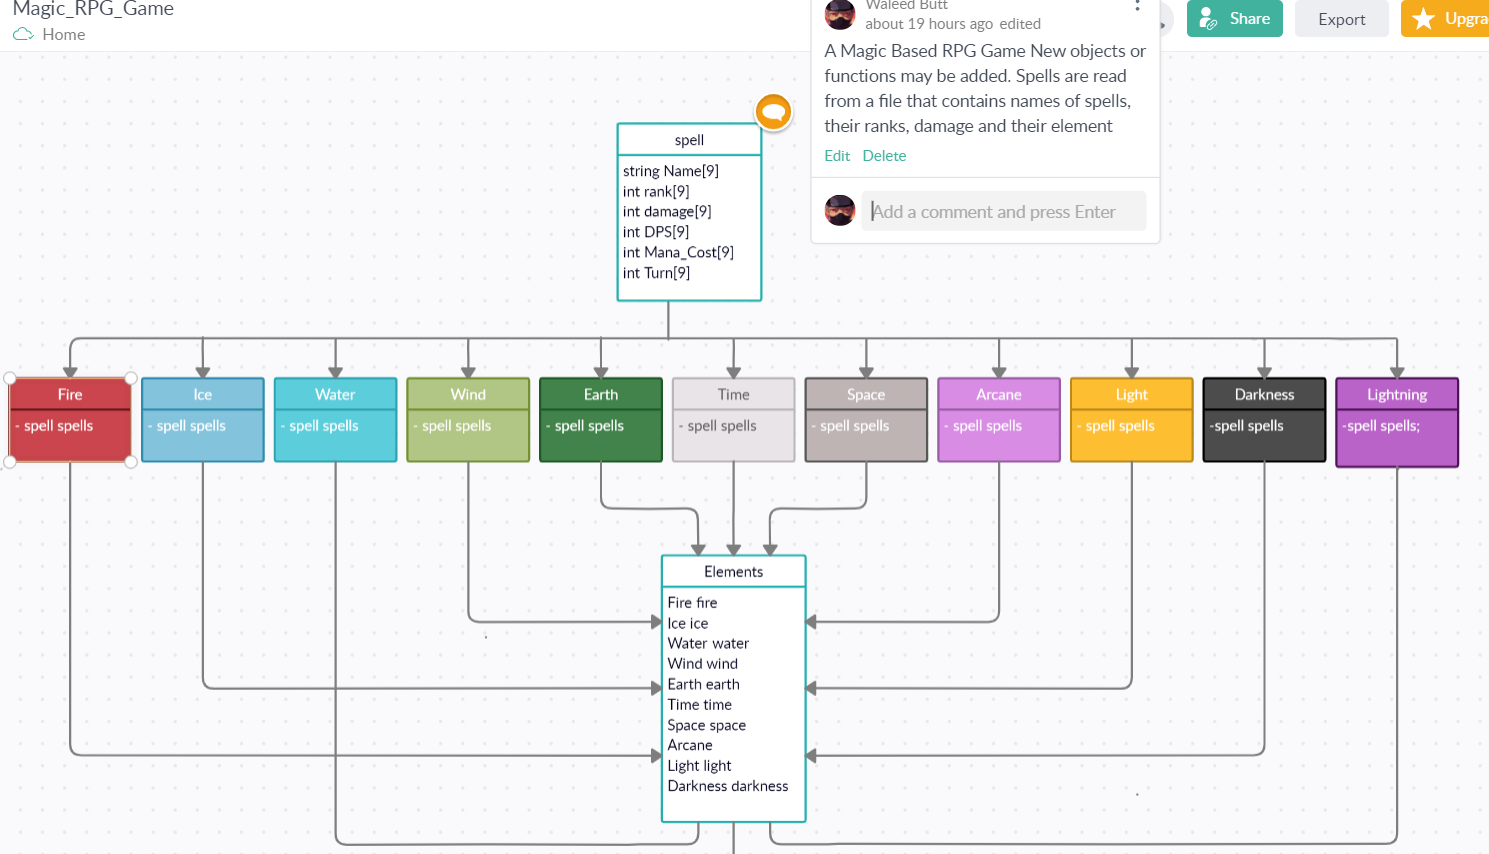 Magic_RPG_Game
Home
Waleed Butt
about 19 hours ago edited
A Magic Based RPG Game New objects or
functions may be added. Spells are read
from a file that contains names of spells,
their ranks, damage and their element
Edit Delete
Add a comment and press Enter
Share
Export
Upgra
spell
string Name[9]
int rank[9]
int damage[9]
int DPS[9]
int Mana_Cost[9]
int Turn[9]
Fire
- spell spells
Ice
- spell spells
Water
- spell spells
Wind
- spell spells
Earth
- spell spells
Time
- spell spells
Space
- spell spells
Arcane
- spell spells
Light
- spell spells
Darkness
-spell spells
Lightning
-spell spells;
Elements
Fire fire
Ice ice
Water water
Wind wind
Earth earth
Time time
Space space
Arcane
Light light
Darkness darkness